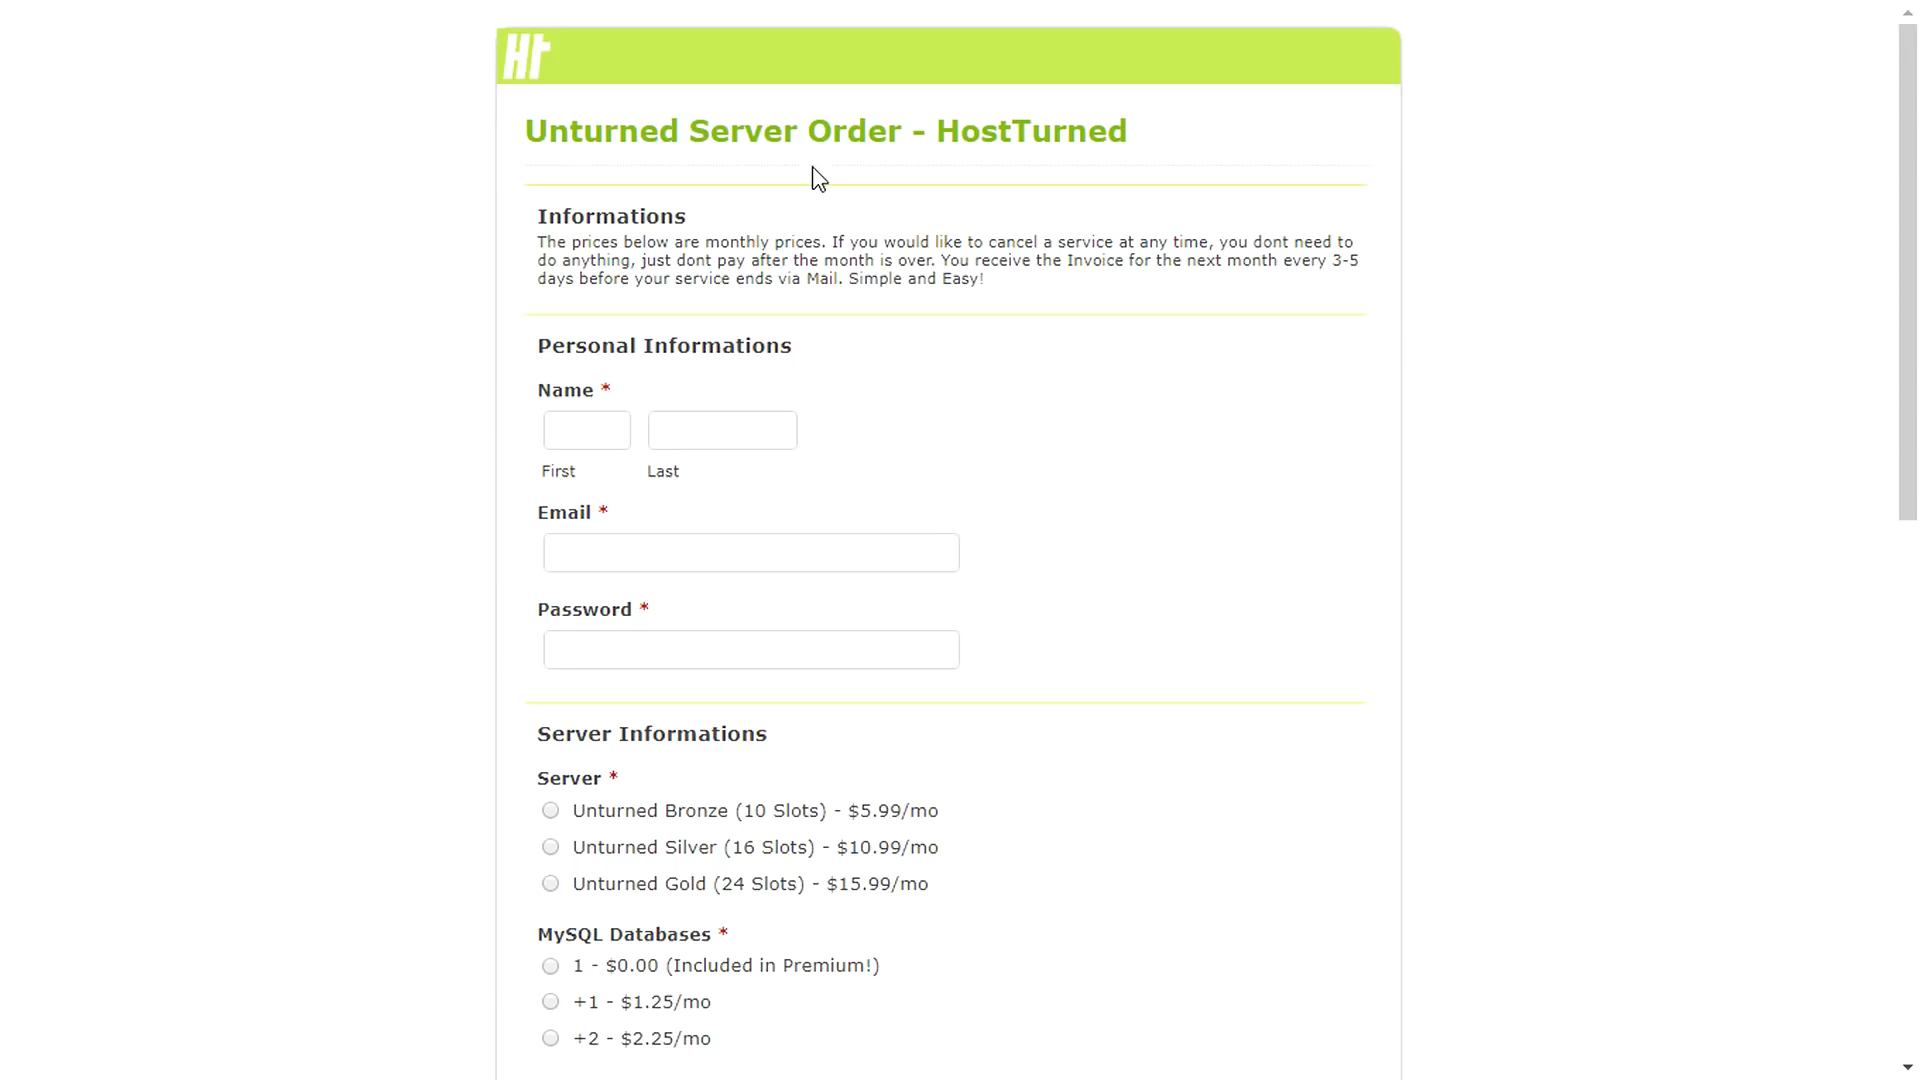 Ht
Unturned Server Order - HostTurned
Informations
The prices below are monthly prices. If you would like to cancel a service at any time, you dont need to
do anything, just dont pay after the month is over. You receive the Invoice for the next month every 3-5
days before your service ends via Mail. Simple and Easy!
Personal Informations
Name *
First Last
Email *
Password *
Server Informations
Server *
Unturned Bronze (10 Slots) - $5.99/mo
Unturned Silver (16 Slots) - $10.99/mo
Unturned Gold (24 Slots) - $15.99/mo
MySQL Databases *
1 - $0.00 (Included in Premium!)
+1 - $1.25/mo
+2 - $2.25/mo